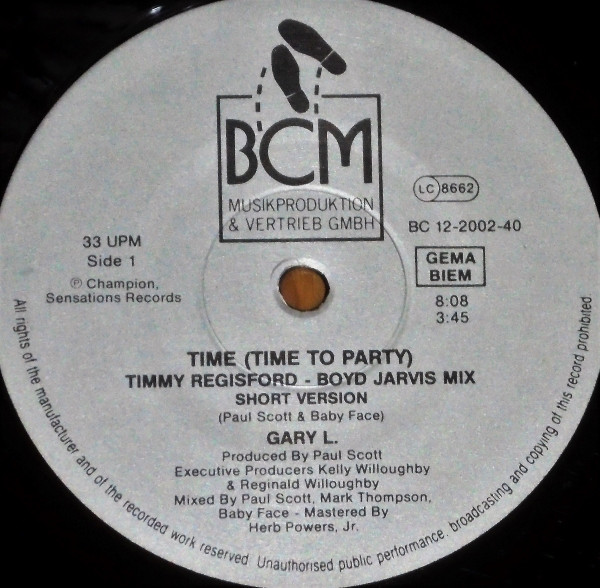 BCM
MUSIKPRODUKTION
& VERTRIEB GMBH
LC 8662
BC 12-2002-40
GEMA
BIEM
8:08
3:45
33 UPM
Side 1
℗ Champion,
Sensations Records
TIME (TIME TO PARTY)
TIMMY REGISFORD - BOYD JARVIS MIX
SHORT VERSION
(Paul Scott & Baby Face)
GARY L.
Produced By Paul Scott
Executive Producers Kelly Willoughby
& Reginald Willoughby
Mixed By Paul Scott, Mark Thompson,
Baby Face - Mastered By
Herb Powers, Jr.
All rights of the manufacturer and of the recorded work reserved. Unauthorised public performance, broadcasting and copying of this record prohibited